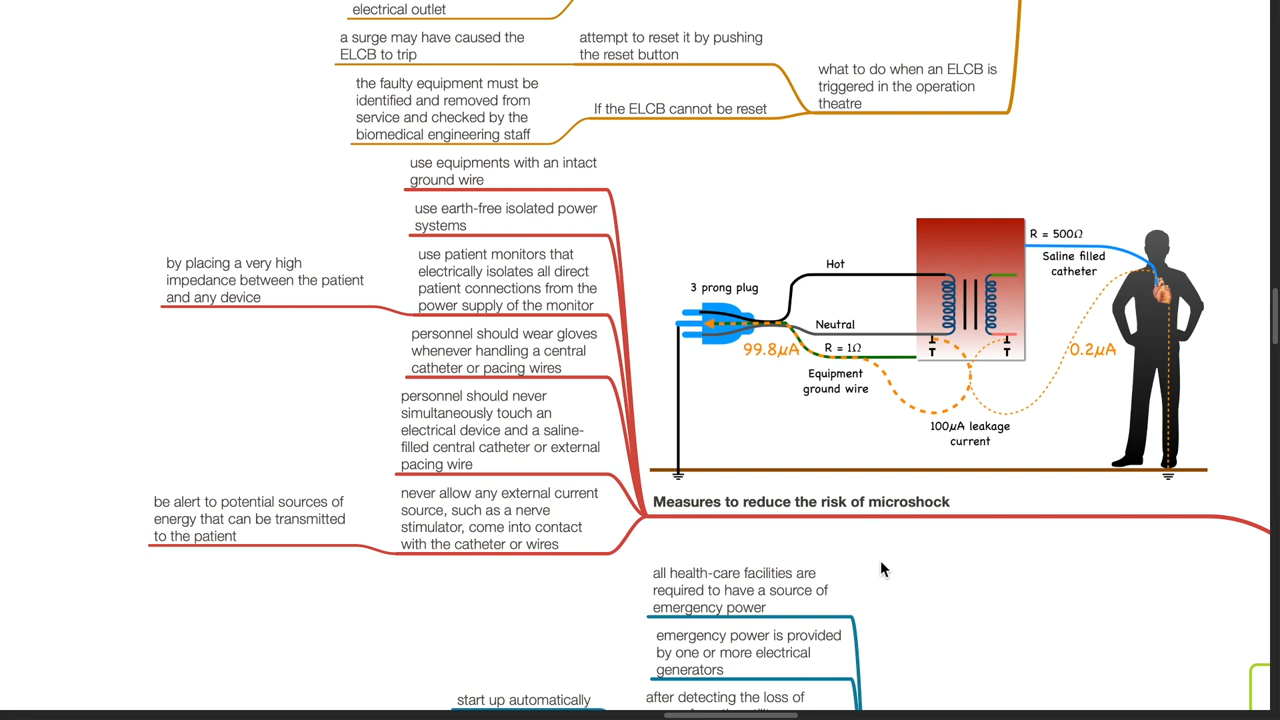 electrical outlet
a surge may have caused the
ELCB to trip
attempt to reset it by pushing
the reset button
the faulty equipment must be
identified and removed from
service and checked by the
biomedical engineering staff
If the ELCB cannot be reset
what to do when an ELCB is
triggered in the operation
theatre
use equipments with an intact
ground wire
use earth-free isolated power
systems
by placing a very high
impedance between the patient
and any device
use patient monitors that
electrically isolates all direct
patient connections from the
power supply of the monitor
personnel should wear gloves
whenever handling a central
catheter or pacing wires
personnel should never
simultaneously touch an
electrical device and a saline-
filled central catheter or external
pacing wire
be alert to potential sources of
energy that can be transmitted
to the patient
never allow any external current
source, such as a nerve
stimulator, come into contact
with the catheter or wires
3 prong plug
Hot
Neutral
R = 1Ω
99.8μA
Equipment
ground wire
R = 500Ω
Saline filled
catheter
0.2μA
100μA leakage
current
Measures to reduce the risk of microshock
all health-care facilities are
required to have a source of
emergency power
emergency power is provided
by one or more electrical
generators
start up automatically
after detecting the loss of